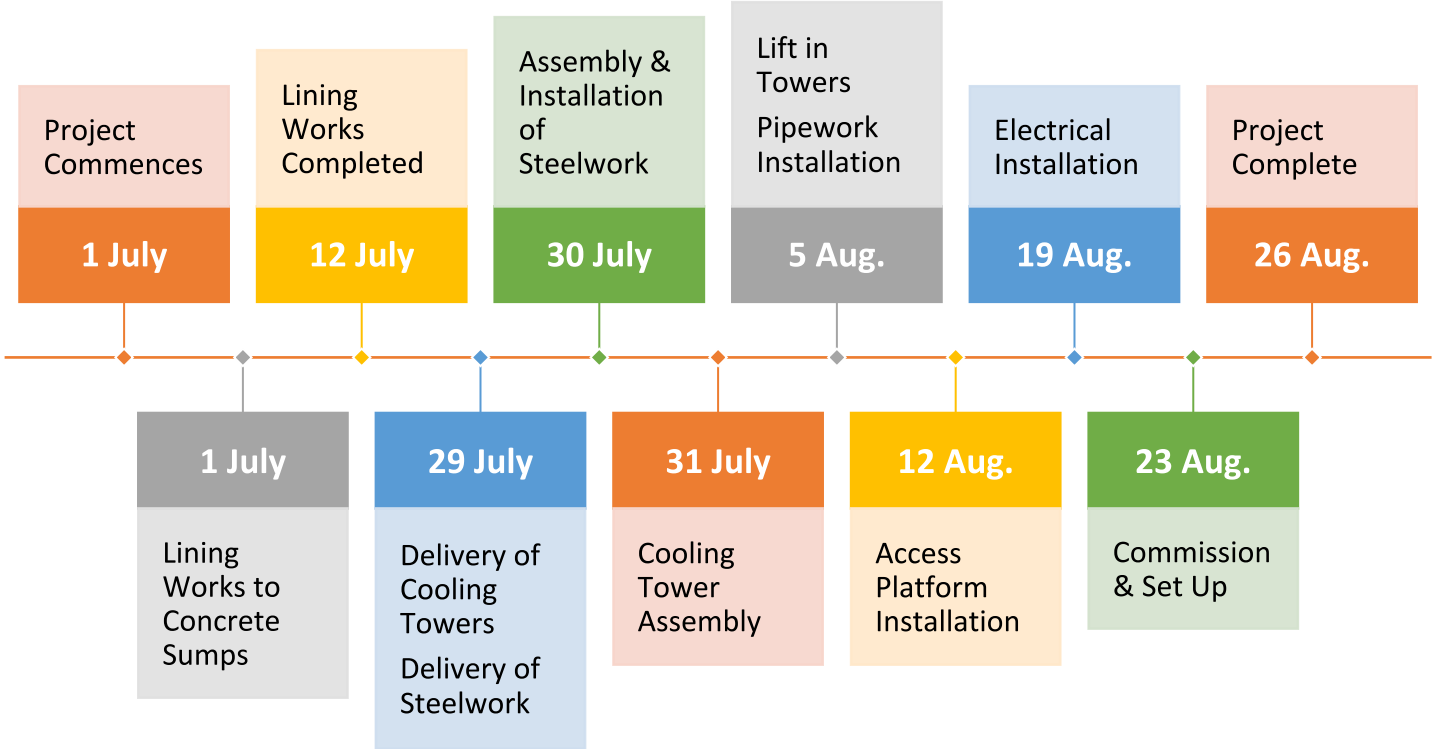 Project
Commences
1 July
1 July
Lining
Works to
Concrete
Sumps
Lining
Works
Completed
12 July
29 July
Delivery of
Cooling
Towers
Delivery of
Steelwork
Assembly &
Installation
of
Steelwork
30 July
31 July
Cooling
Tower
Assembly
Lift in
Towers
Pipework
Installation
5 Aug.
12 Aug.
Access
Platform
Installation
Electrical
Installation
19 Aug.
23 Aug.
Commission
& Set Up
Project
Complete
26 Aug.